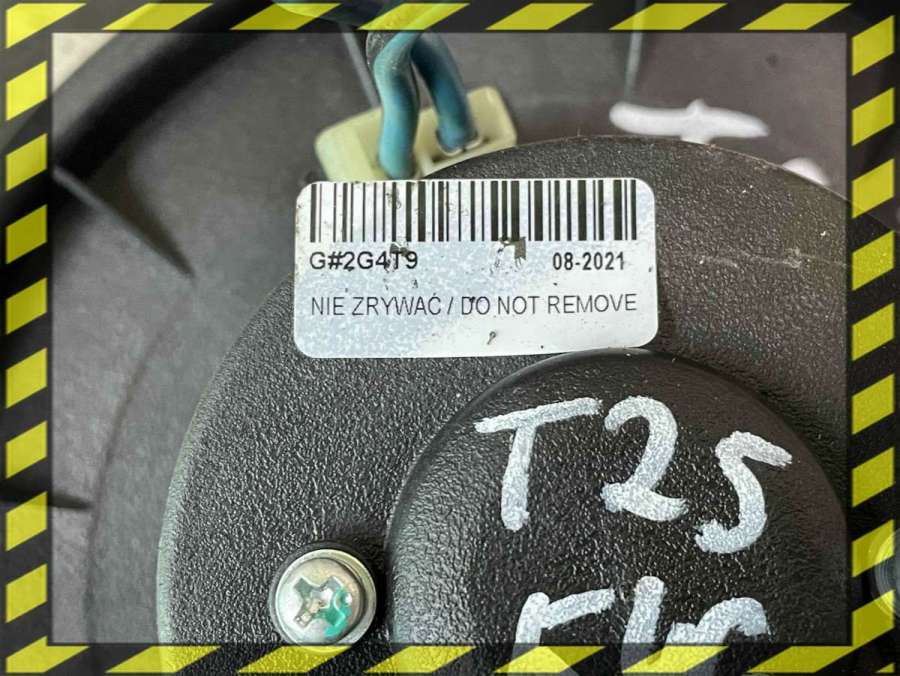 G#2G4T9 08-2021
NIE ZRYWAĆ / DO NOT REMOVE
T25